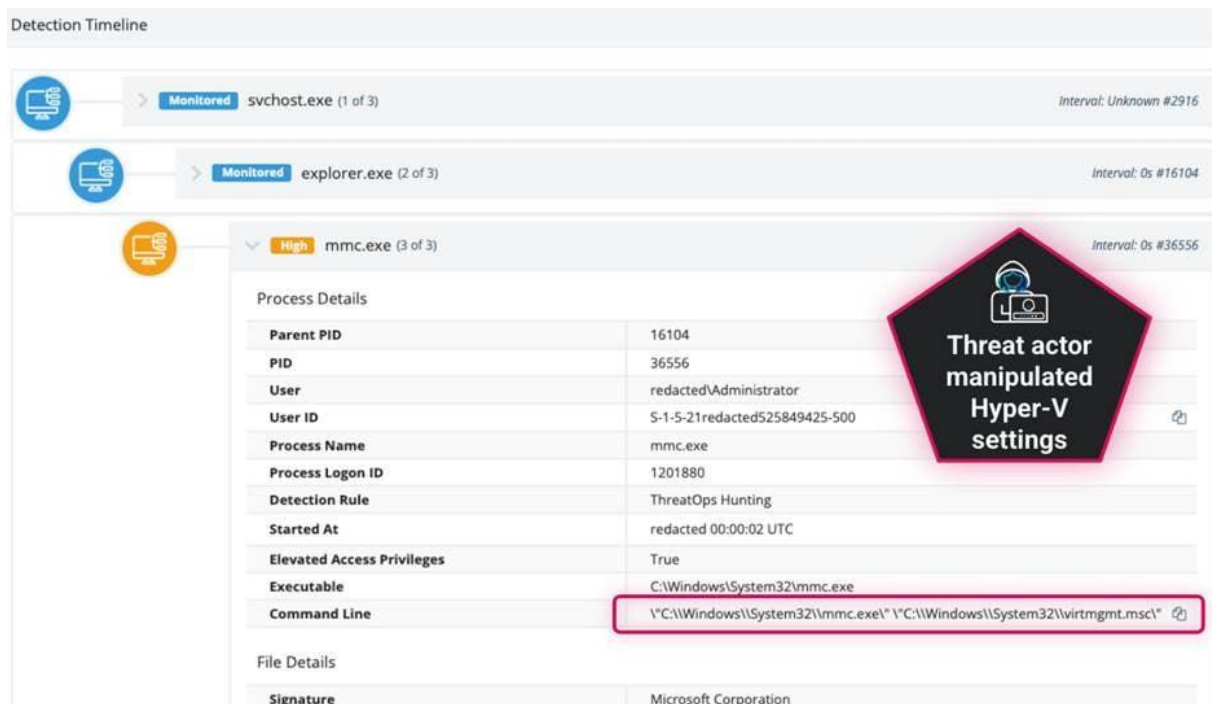 Detection Timeline
Monitored svchost.exe (1 of 3) Interval: Unknown #2916
Monitored explorer.exe (2 of 3) Interval: 0s #16104
High mmc.exe (3 of 3) Interval: 0s #36556
Process Details
Parent PID 16104
PID 36556
User redacted\Administrator
User ID S-1-5-21redacted525849425-500
Process Name mmc.exe
Process Logon ID 1201880
Detection Rule ThreatOps Hunting
Started At redacted 00:00:02 UTC
Elevated Access Privileges True
Executable C:\Windows\System32\mmc.exe
Command Line \"C:\\Windows\\System32\\mmc.exe\" \"C:\\Windows\\System32\\virtmgmt.msc\"
File Details
Signature Microsoft Corporation
Threat actor
manipulated
Hyper-V
settings